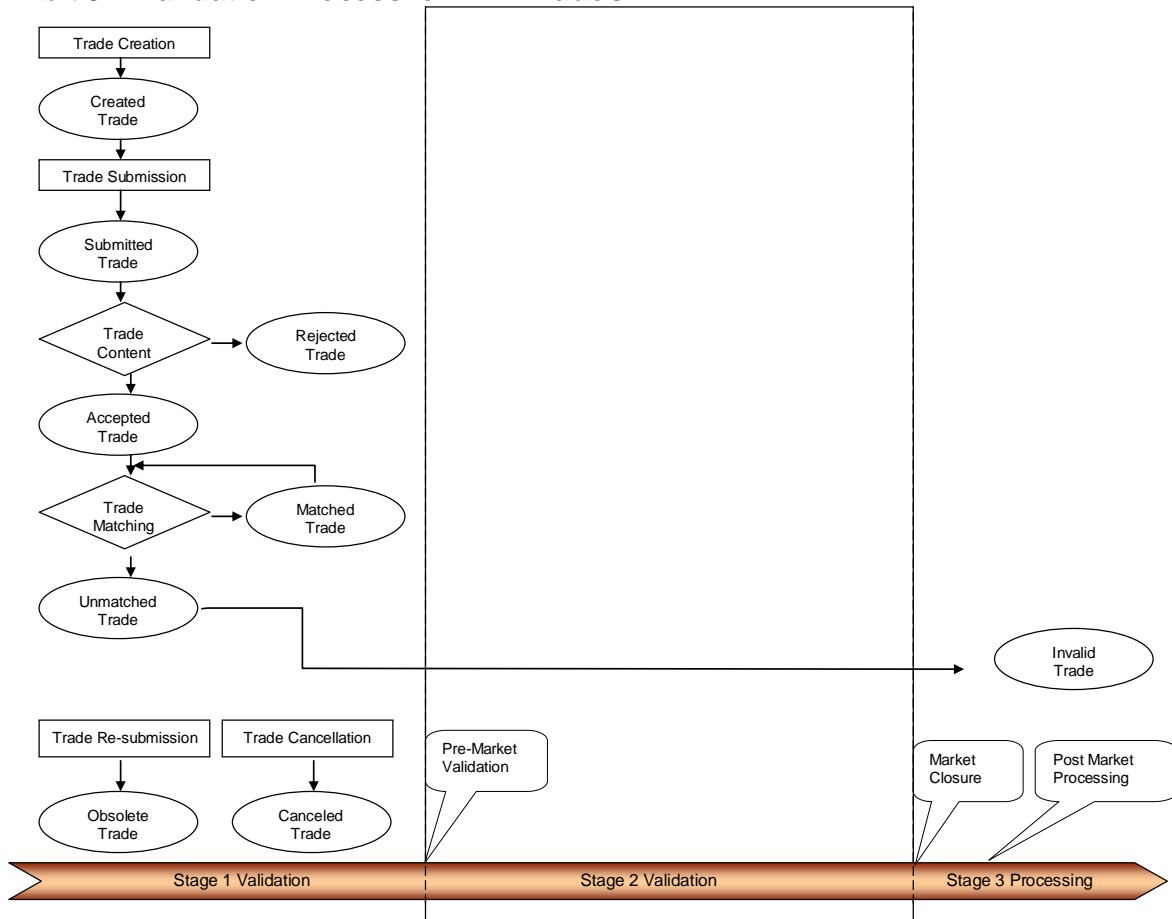 Trade Creation
Created
Trade
Trade Submission
Submitted
Trade
Trade
Content
Rejected
Trade
Accepted
Trade
Trade
Matching
Matched
Trade
Unmatched
Trade
Invalid
Trade
Trade Re-submission
Trade Cancellation
Pre-Market
Validation
Market
Closure
Post Market
Processing
Obsolete
Trade
Canceled
Trade
Stage 1 Validation
Stage 2 Validation
Stage 3 Processing